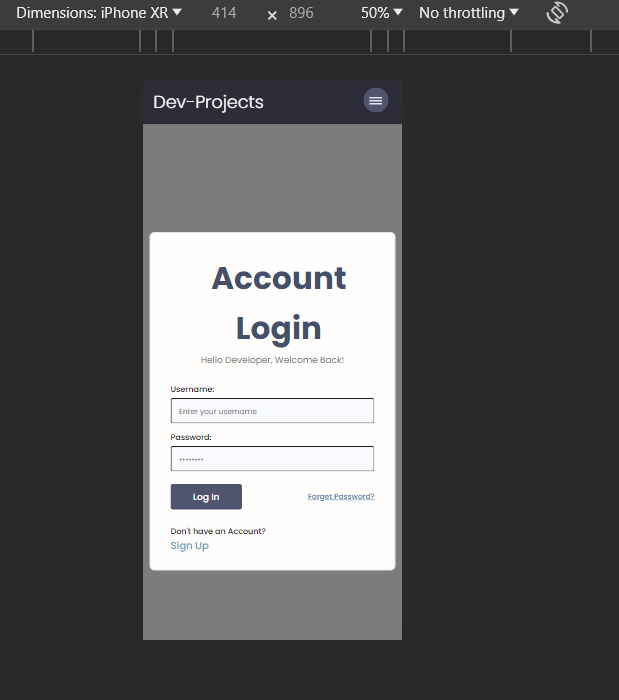 Dimensions: iPhone XR 414 × 896 50% No throttling
Dev-Projects
Account
Login
Hello Developer, Welcome Back!
Username:
Enter your username
Password:
••••••••
Log In Forget Password?
Don't have an Account?
Sign Up